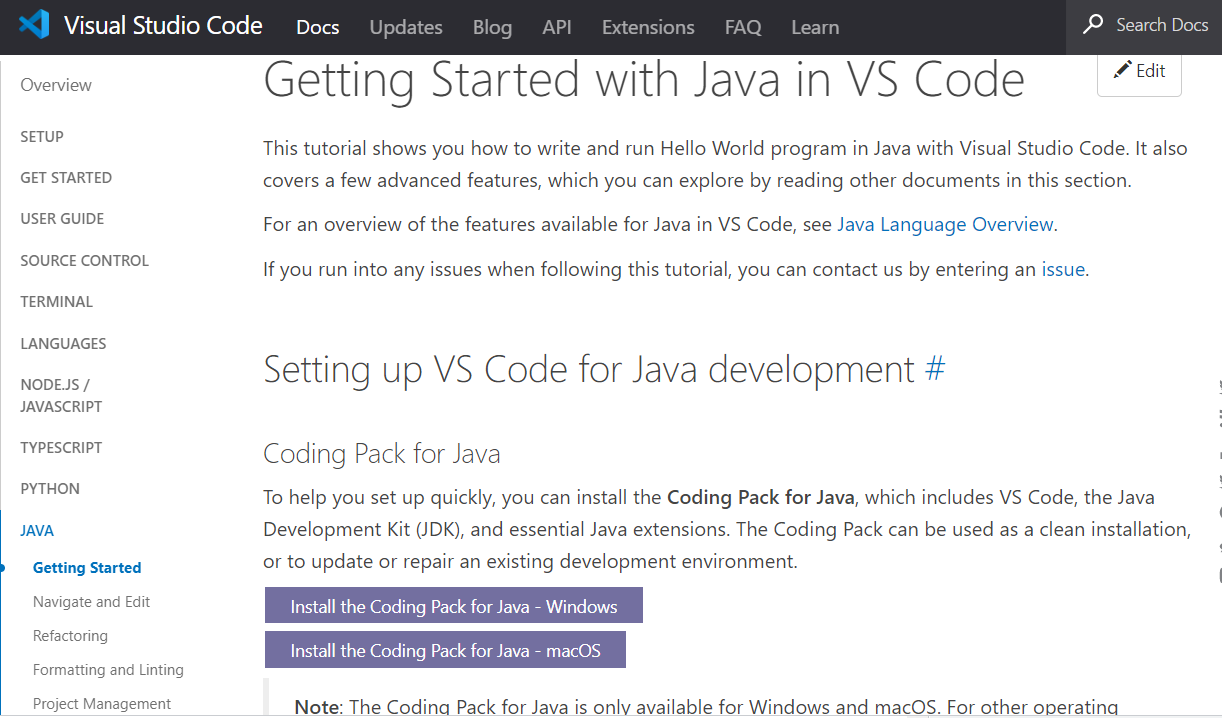 Visual Studio Code Docs Updates Blog API Extensions FAQ Learn Search Docs
Overview
SETUP
GET STARTED
USER GUIDE
SOURCE CONTROL
TERMINAL
LANGUAGES
NODE.JS /
JAVASCRIPT
TYPESCRIPT
PYTHON
JAVA
Getting Started
Navigate and Edit
Refactoring
Formatting and Linting
Project Management
Getting Started with Java in VS Code
Edit
This tutorial shows you how to write and run Hello World program in Java with Visual Studio Code. It also
covers a few advanced features, which you can explore by reading other documents in this section.
For an overview of the features available for Java in VS Code, see Java Language Overview.
If you run into any issues when following this tutorial, you can contact us by entering an issue.
Setting up VS Code for Java development #
Coding Pack for Java
To help you set up quickly, you can install the Coding Pack for Java, which includes VS Code, the Java
Development Kit (JDK), and essential Java extensions. The Coding Pack can be used as a clean installation,
or to update or repair an existing development environment.
Install the Coding Pack for Java - Windows
Install the Coding Pack for Java - macOS
Note: The Coding Pack for Java is only available for Windows and macOS. For other operating